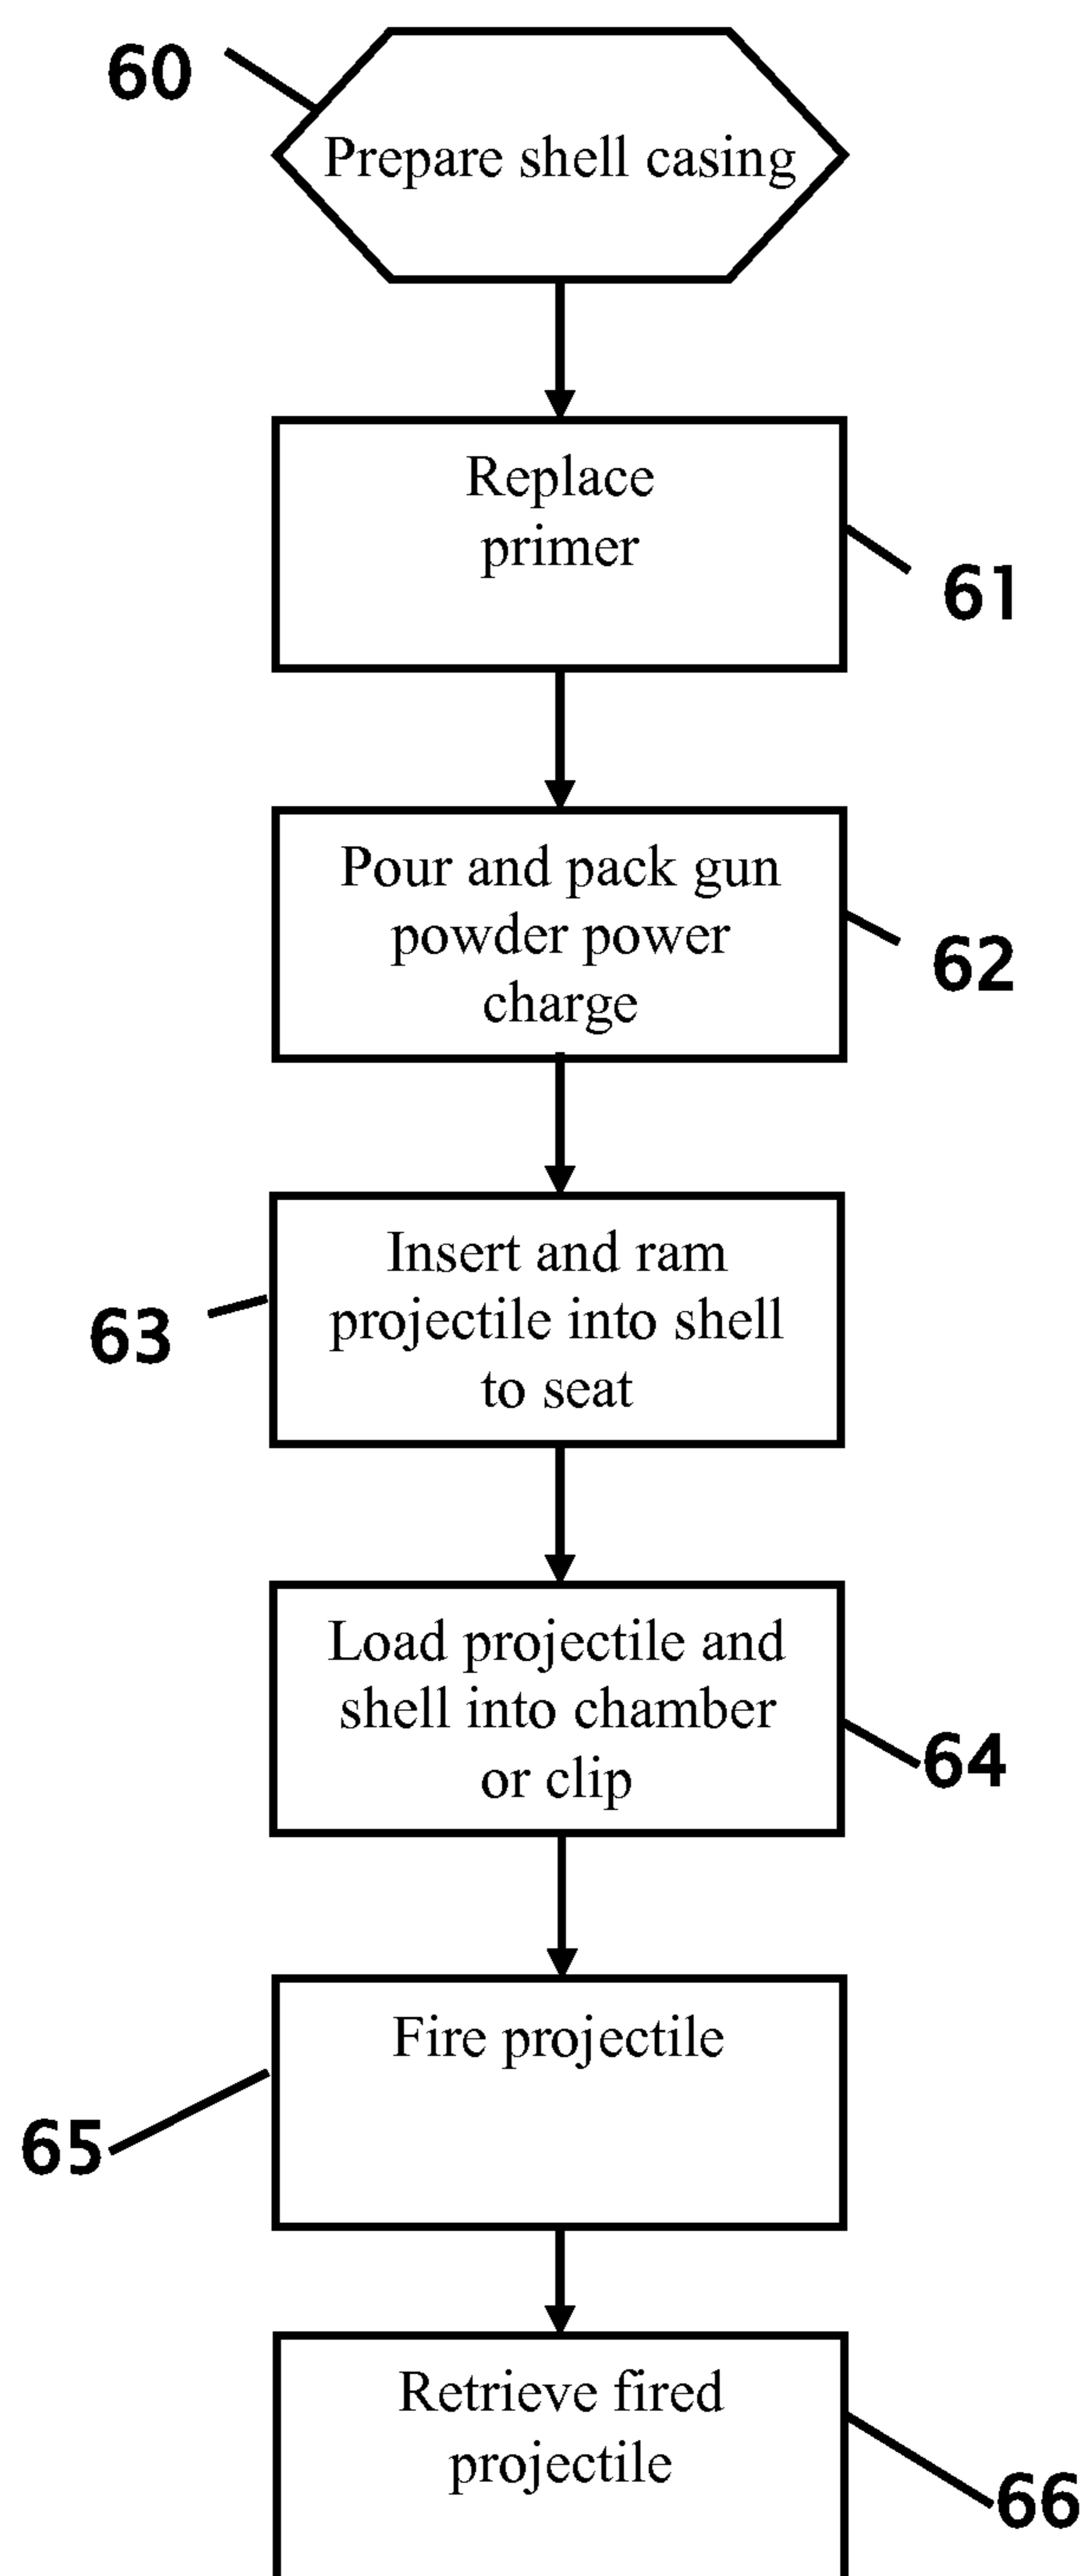 60
Prepare shell casing
Replace
primer
61
Pour and pack gun
powder power
charge
62
Insert and ram
projectile into shell
to seat
63
Load projectile and
shell into chamber
or clip
64
Fire projectile
65
Retrieve fired
projectile
66